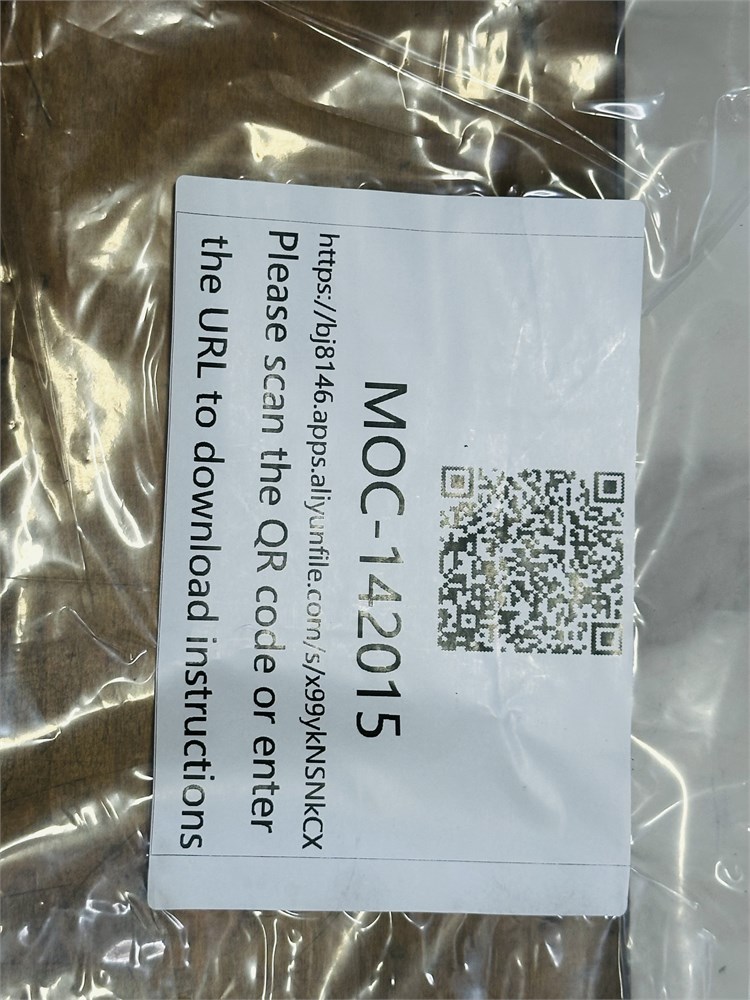 MOC-142015
https://bj8146.apps.aliyunfile.com/s/x99ykNSNkCX
Please scan the QR code or enter
the URL to download instructions